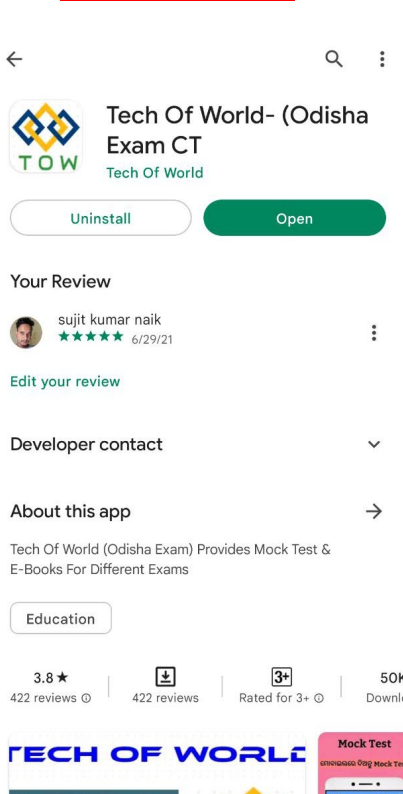 Tech Of World- (Odisha
Exam CT
Tech Of World
TOW
Uninstall
Open
Your Review
sujit kumar naik
★★★★★ 6/29/21
Edit your review
Developer contact
About this app
Tech Of World (Odisha Exam) Provides Mock Test &
E-Books For Different Exams
Education
3.8★
422 reviews
422 reviews
3+
Rated for 3+
50K
Downl
TECH OF WORLD
Mock Test
Mock Tes